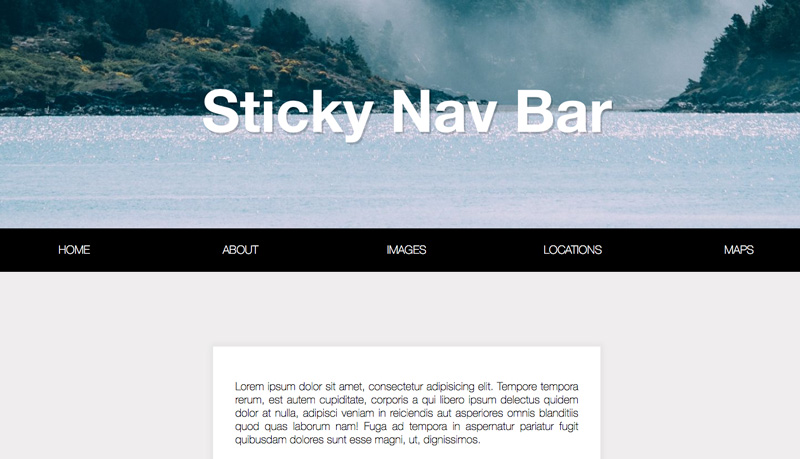 Sticky Nav Bar
HOME ABOUT IMAGES LOCATIONS MAPS
Lorem ipsum dolor sit amet, consectetur adipisicing elit. Tempore tempora
rerum, est autem cupiditate, corporis a qui libero ipsum delectus quidem
dolor at nulla, adipisci veniam in reiciendis aut asperiores omnis blanditiis
quod quas laborum nam! Fuga ad tempora in aspernatur pariatur fugit
quibusdam dolores sunt esse magni, ut, dignissimos.